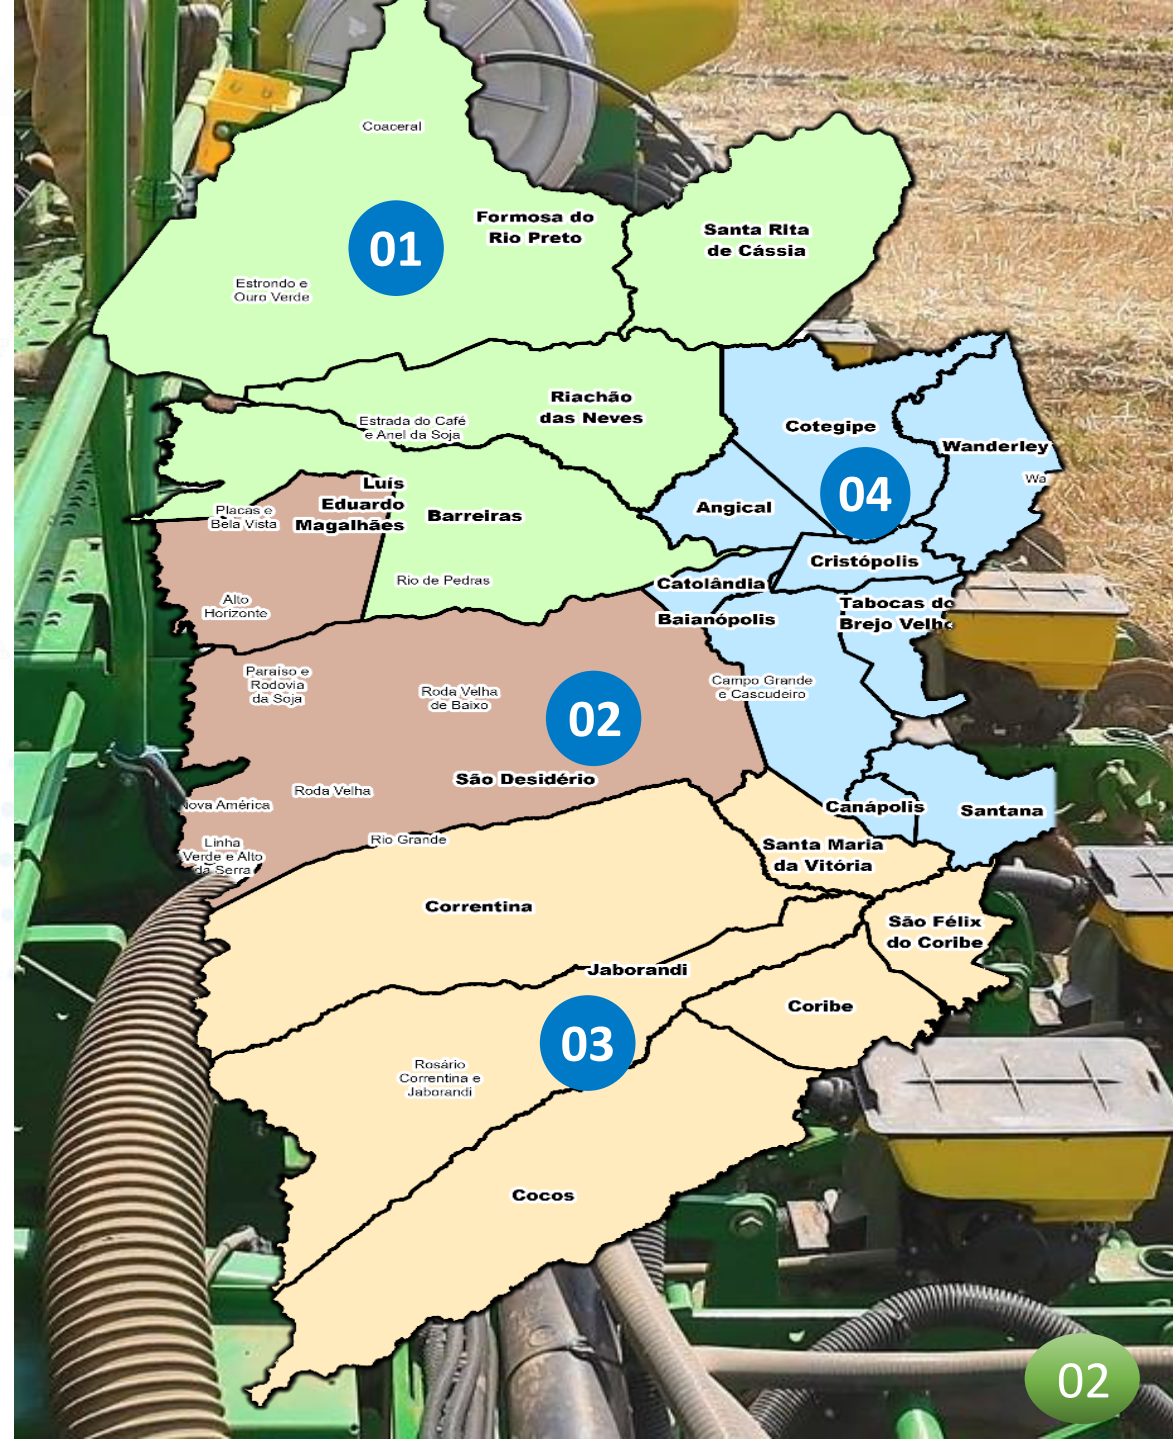 Coaceral
Formosa do
Rio Preto
01
Santa Rita
de Cássia
Estrondo e
Ouro Verde
Riachão
das Neves
Estrada do Café
e Anel da Soja
Cotegipe
Wanderley
Wa
04
Luís
Eduardo
Magalhães
Placas e
Bela Vista
Barreiras
Angical
Cristópolis
Rio de Pedras
Catolândia
Alto
Horizonte
Baianópolis
Tabocas do
Brejo Velho
Paraíso e
Rodovia
da Soja
Roda Velha
de Baixo
Campo Grande
e Cascudeiro
02
São Desidério
Roda Velha
Nova América
Canápolis
Santana
Rio Grande
Linha
Verde e Alto
da Serra
Santa Maria
da Vitória
Correntina
São Félix
do Coribe
Jaborandi
Coribe
03
Rosário
Correntina e
Jaborandi
Cocos
02